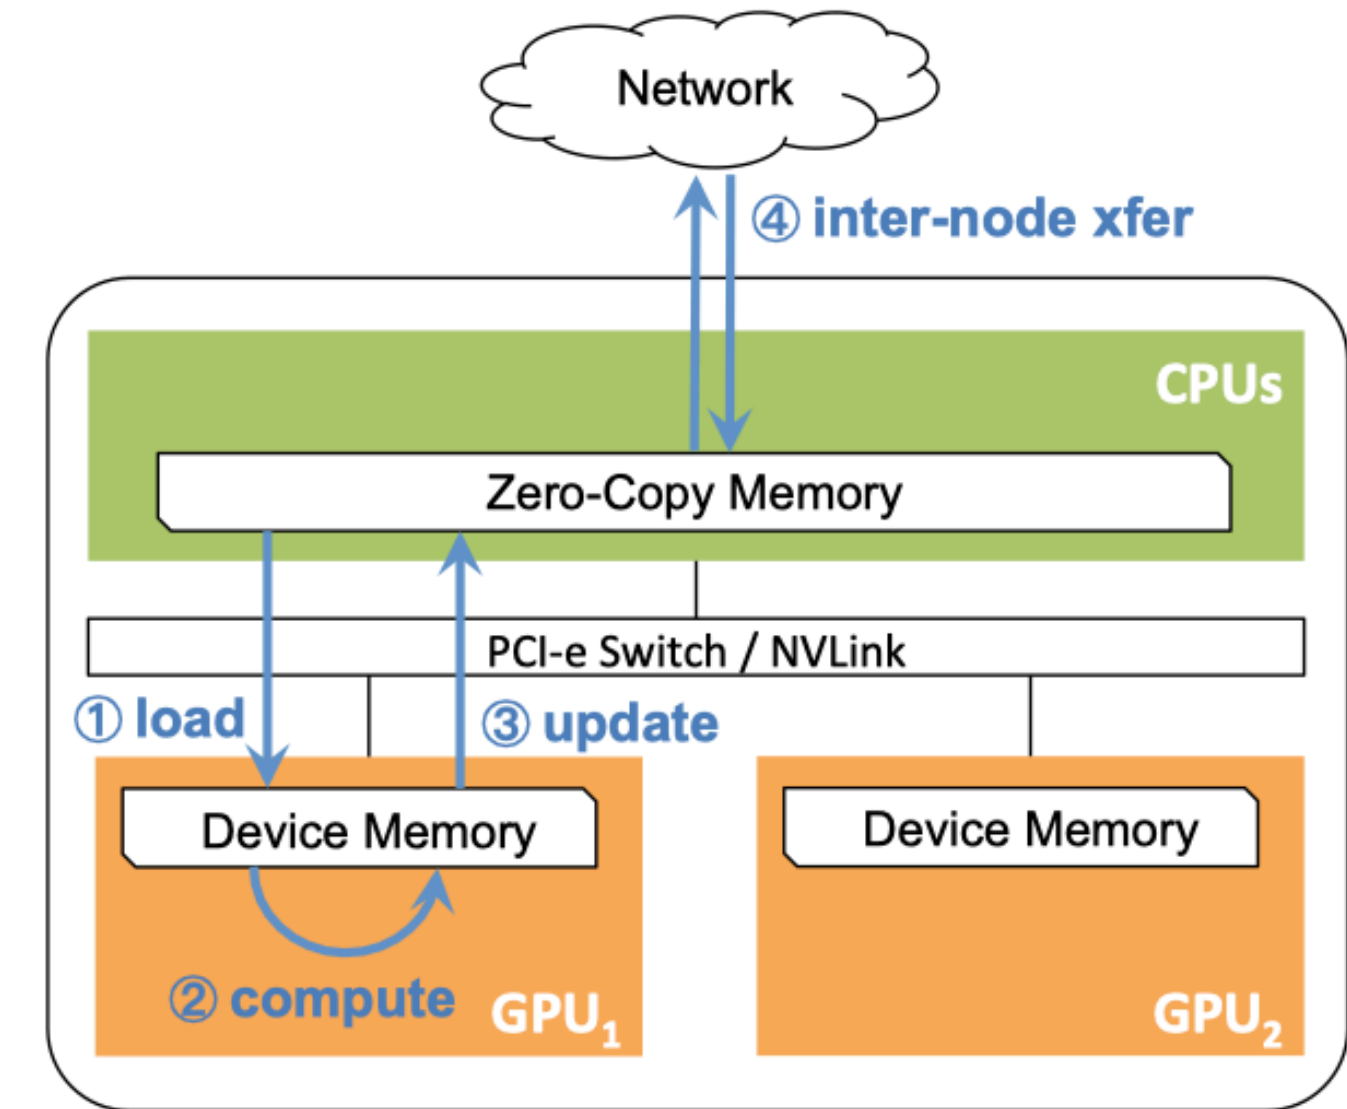 Network
④ inter-node xfer
CPUs
Zero-Copy Memory
PCI-e Switch / NVLink
① load
③ update
Device Memory
Device Memory
② compute
GPU₁
GPU₂